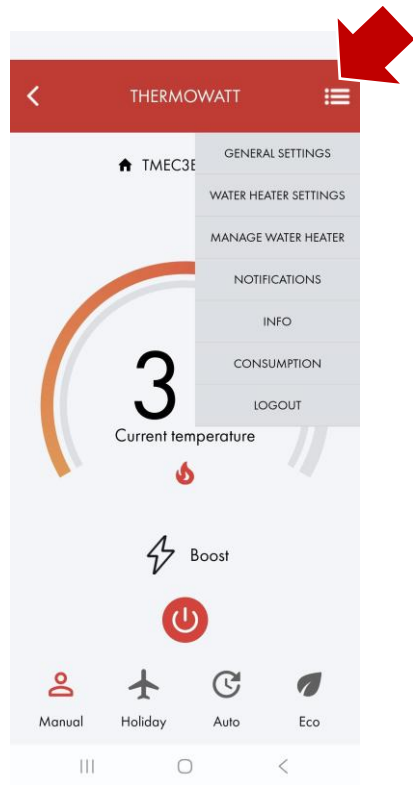 THERMOWATT
TMEC3E
GENERAL SETTINGS
WATER HEATER SETTINGS
MANAGE WATER HEATER
NOTIFICATIONS
INFO
CONSUMPTION
LOGOUT
3
Current temperature
Boost
Manual Holiday Auto Eco